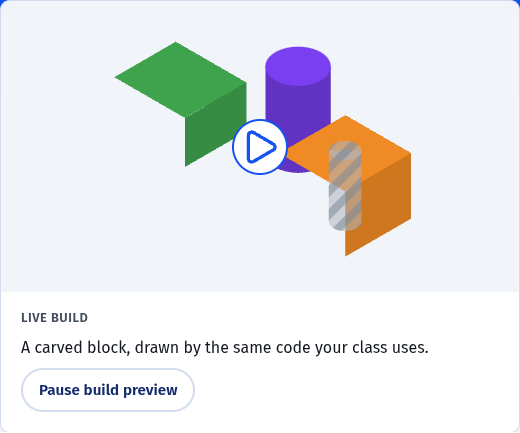 LIVE BUILD
A carved block, drawn by the same code your class uses.
Pause build preview